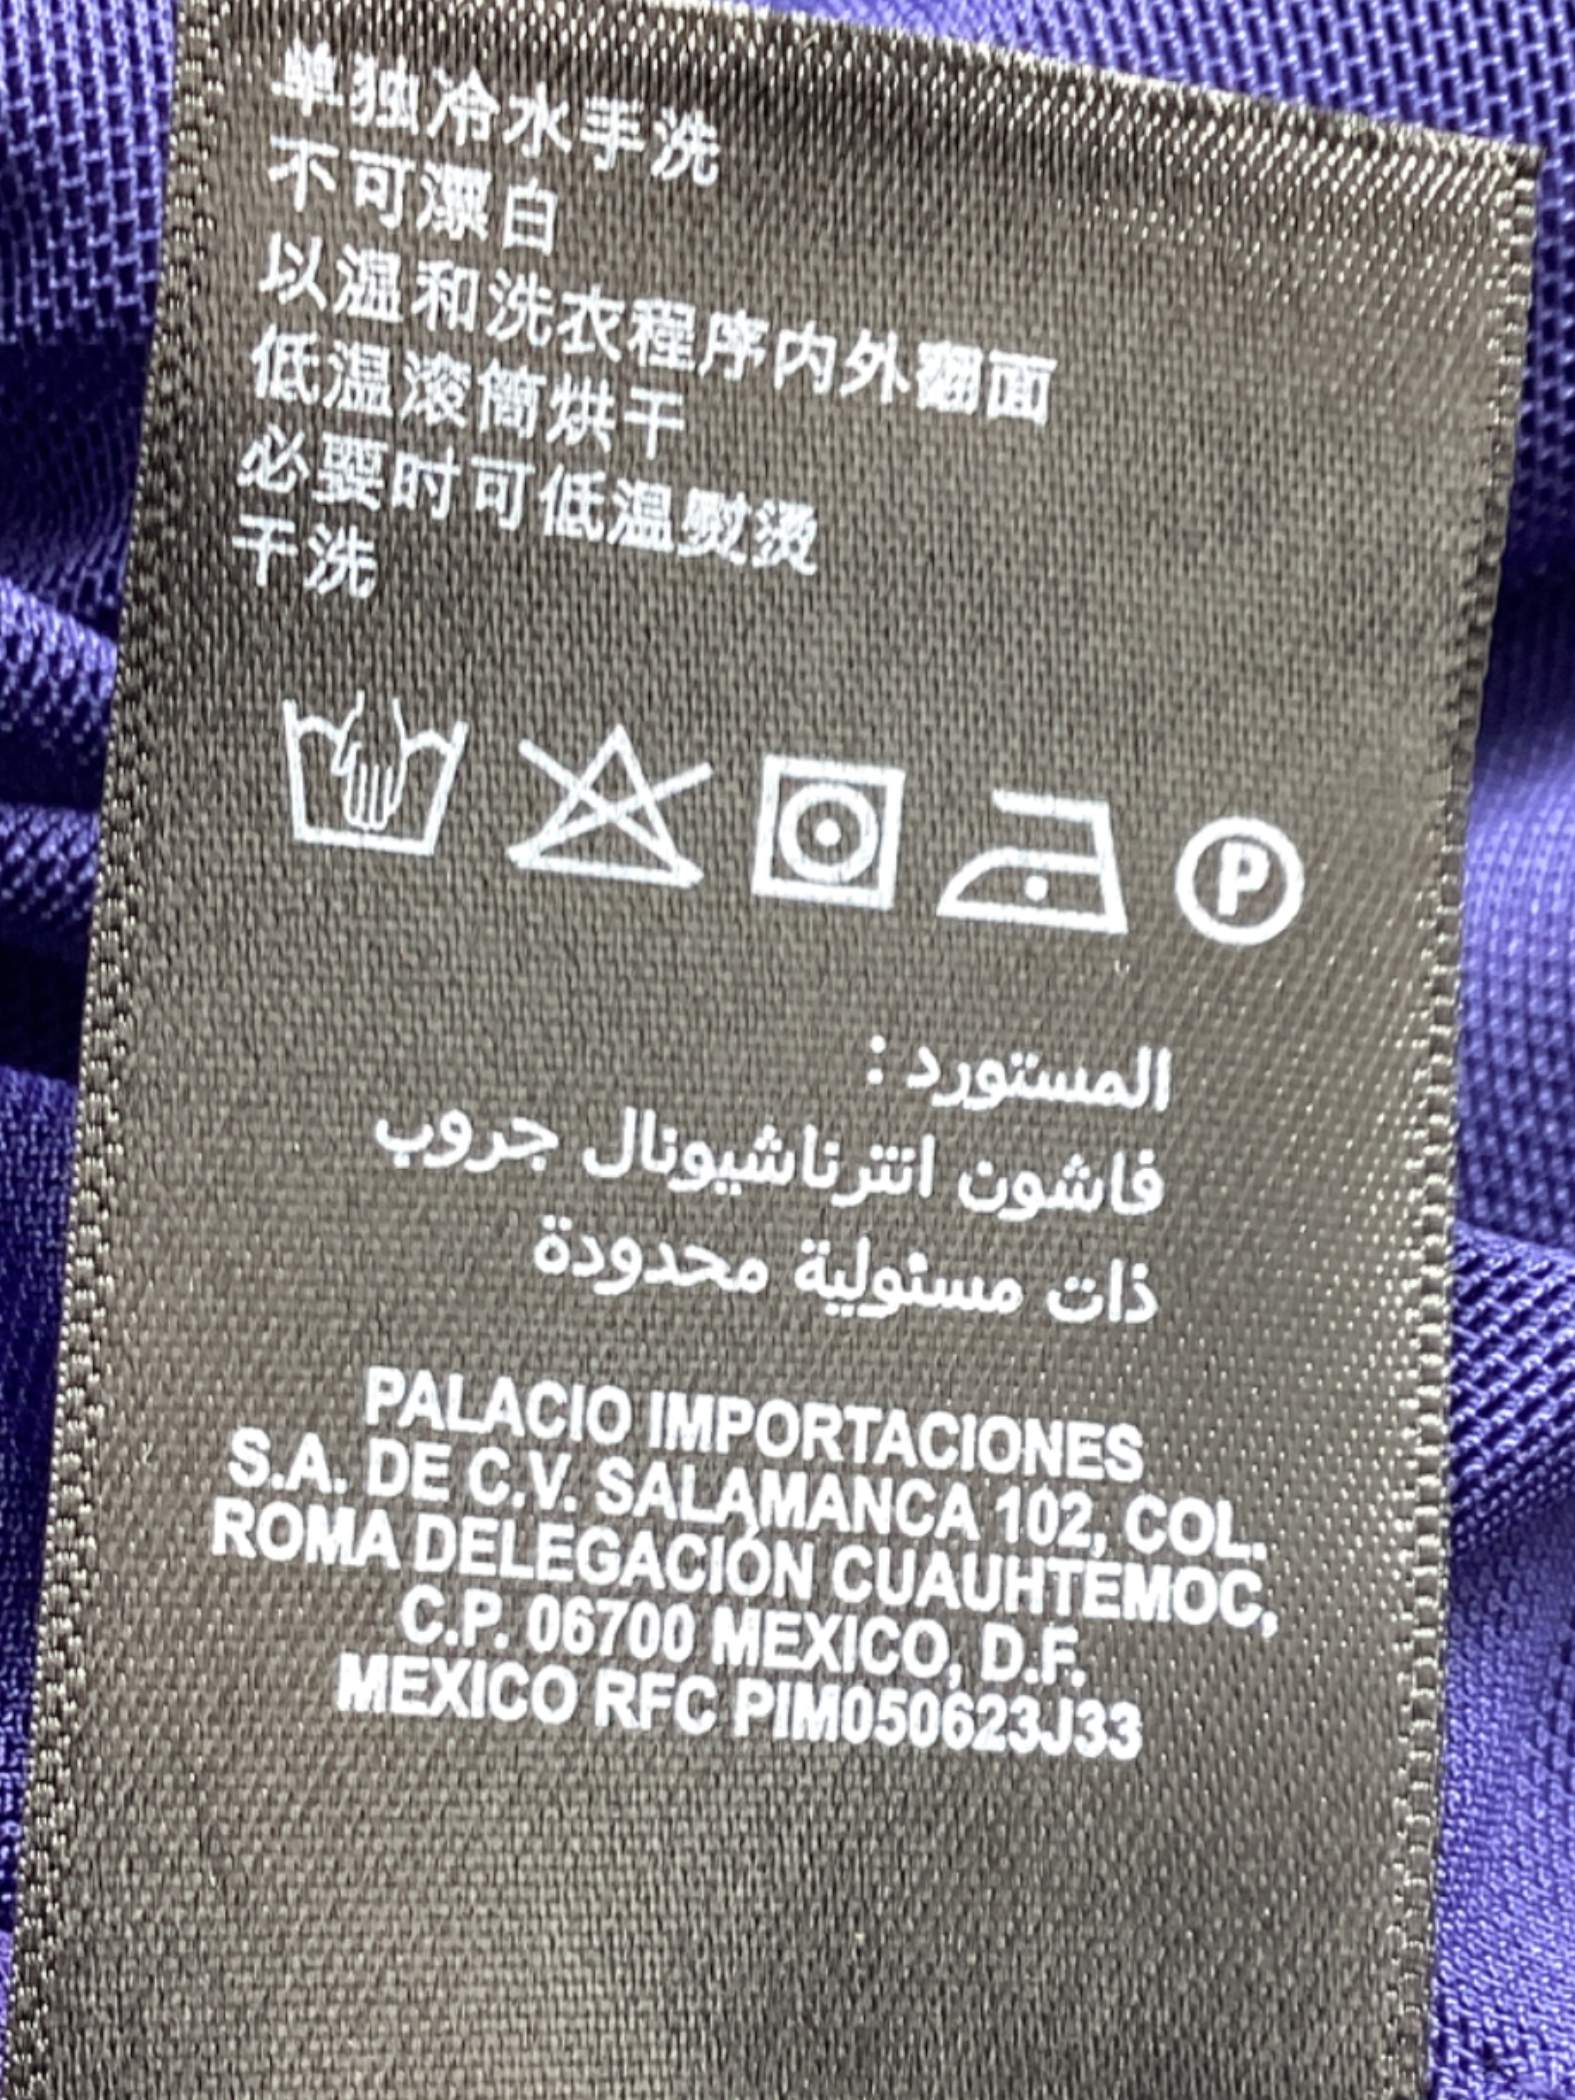 单独冷水手洗
不可漂白
以温和洗衣程序内外翻面
低温滚筒烘干
必要时可低温熨烫
干洗
P
المستورد :
فاشون انترناشيونال جروب
ذات مسئولية محدودة
PALACIO IMPORTACIONES
S.A. DE C.V. SALAMANCA 102, COL.
ROMA DELEGACIÓN CUAUHTEMOC,
C.P. 06700 MEXICO, D.F.
MEXICO RFC PIM050623J33